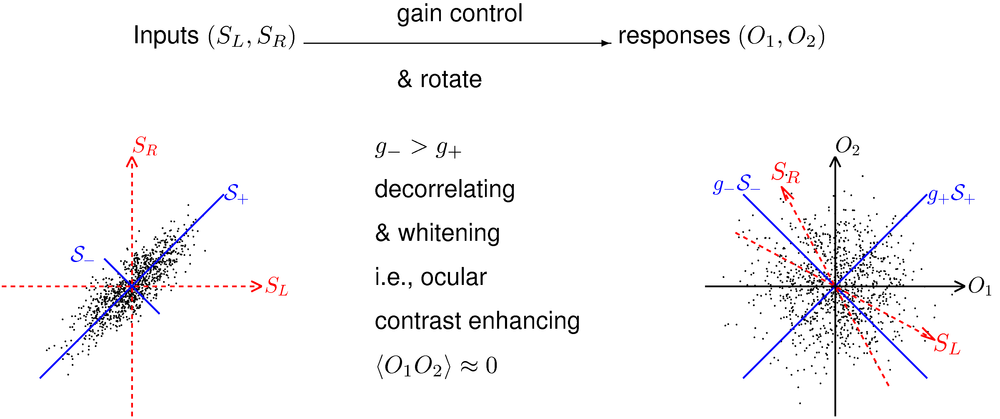 gain control
Inputs (S_L, S_R) responses (O_1, O_2)
& rotate
S_R
S_+
S_-
S_L
g_- > g_+
decorrelating
& whitening
i.e., ocular
contrast enhancing
⟨O_1O_2⟩ ≈ 0
O_2
S_R
g_-S_-
g_+S_+
O_1
S_L